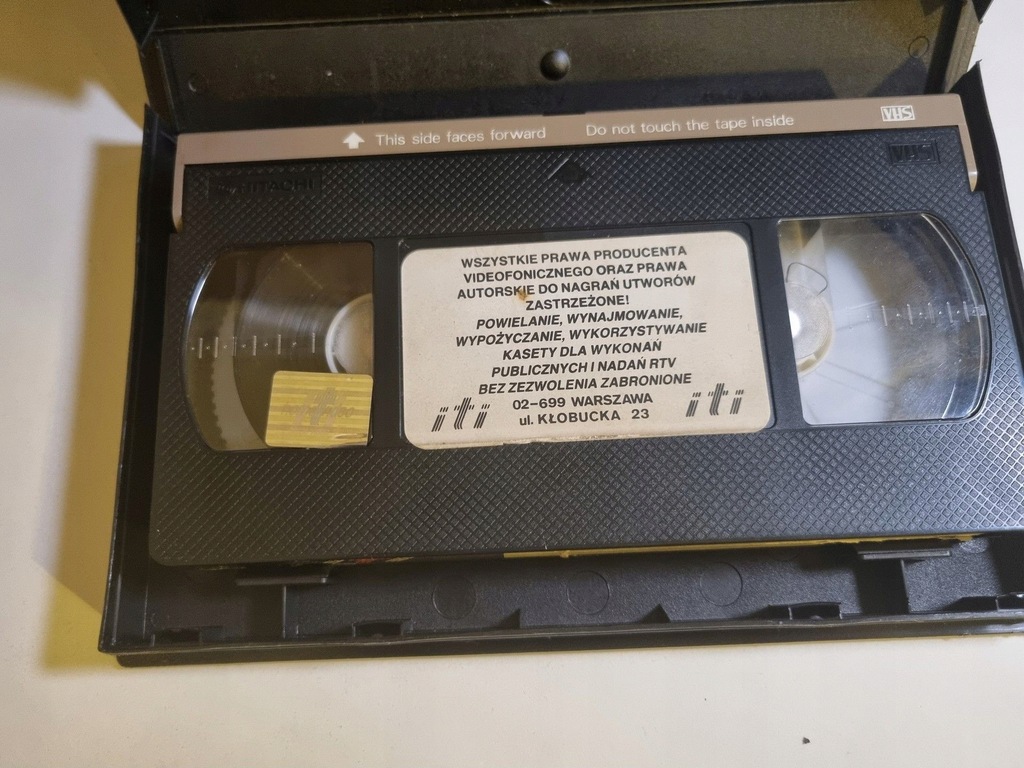 This side faces forward Do not touch the tape inside VHS
HITACHI VHS
WSZYSTKIE PRAWA PRODUCENTA
VIDEOFONICZNEGO ORAZ PRAWA
AUTORSKIE DO NAGRAŃ UTWORÓW
ZASTRZEŻONE!
POWIELANIE, WYNAJMOWANIE,
WYPOŻYCZANIE, WYKORZYSTYWANIE
KASETY DLA WYKONAŃ
PUBLICZNYCH I NADAŃ RTV
BEZ ZEZWOLENIA ZABRONIONE
iti 02-699 WARSZAWA iti
ul. KŁOBUCKA 23